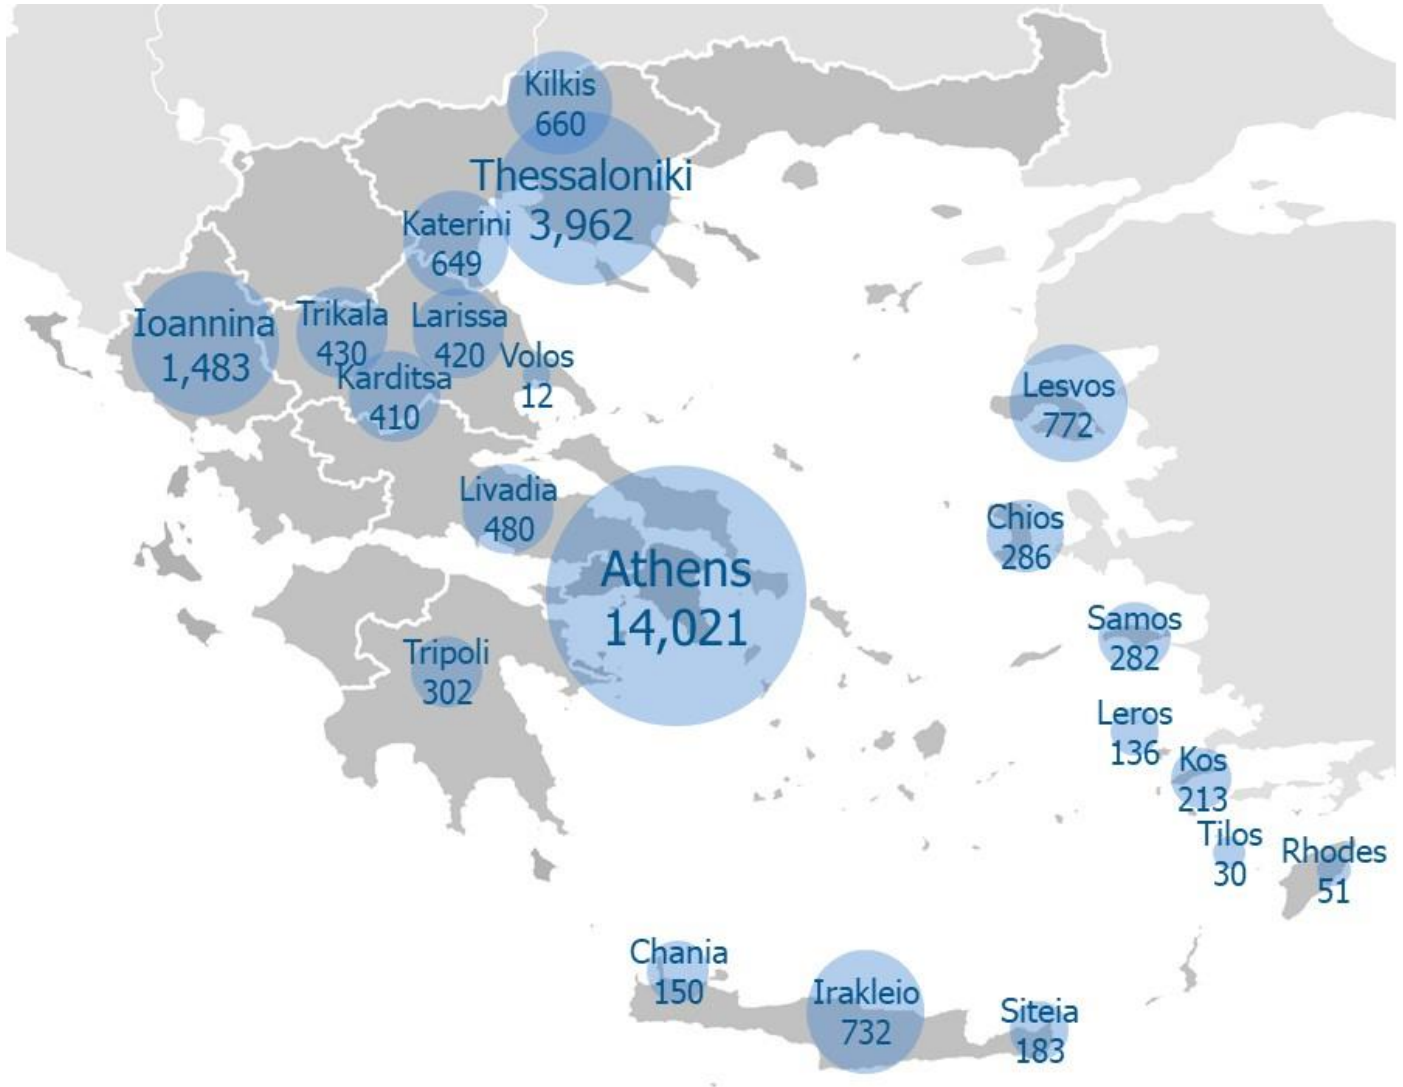 Kilkis
660
Thessaloniki
3,962
Katerini
649
Ioannina
1,483
Trikala
430
Larissa
420
Volos
12
Karditsa
410
Lesvos
772
Livadia
480
Chios
286
Athens
14,021
Samos
282
Tripoli
302
Leros
136
Kos
213
Tilos
30
Rhodes
51
Chania
150
Irakleio
732
Siteia
183